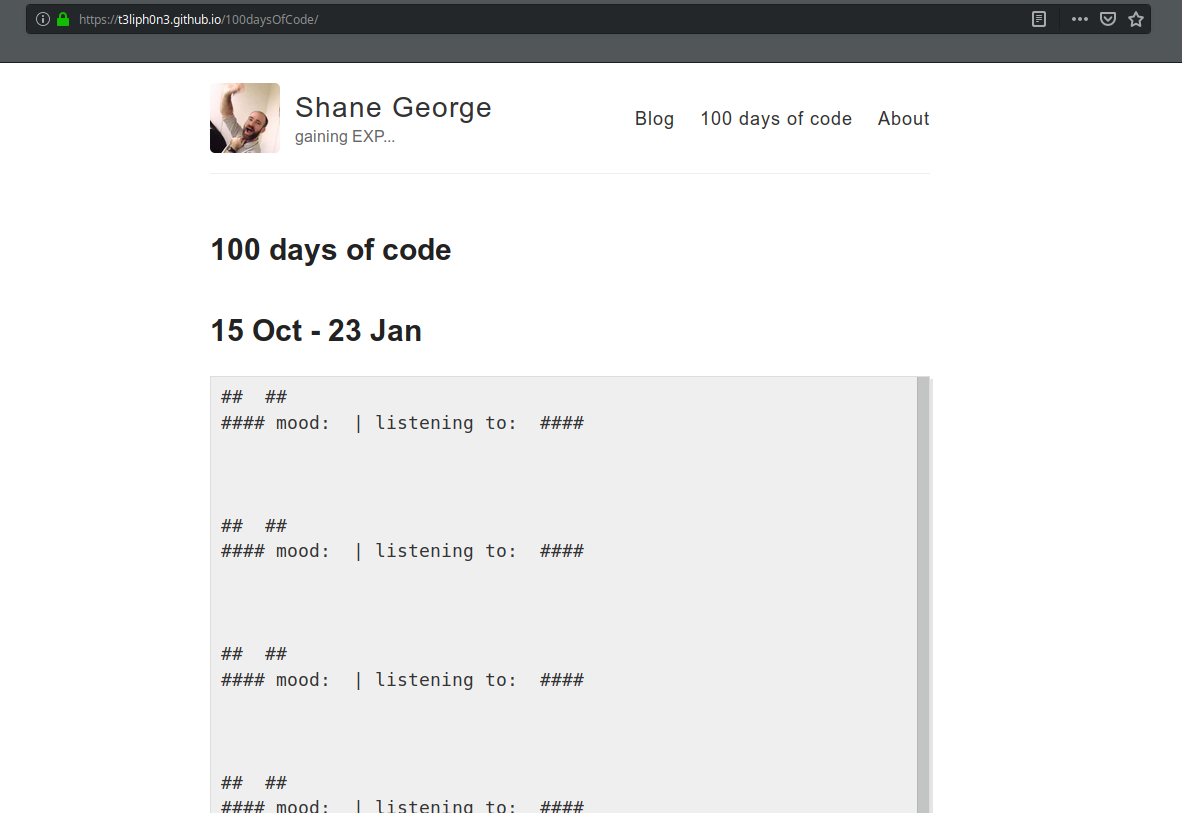 https://t3liph0n3.github.io/100daysOfCode/
Shane George
gaining EXP...
Blog 100 days of code About
100 days of code
15 Oct - 23 Jan
##  ##
#### mood:  | listening to:  ####
##  ##
#### mood:  | listening to:  ####
##  ##
#### mood:  | listening to:  ####
##  ##
#### mood:  | listening to:  ####